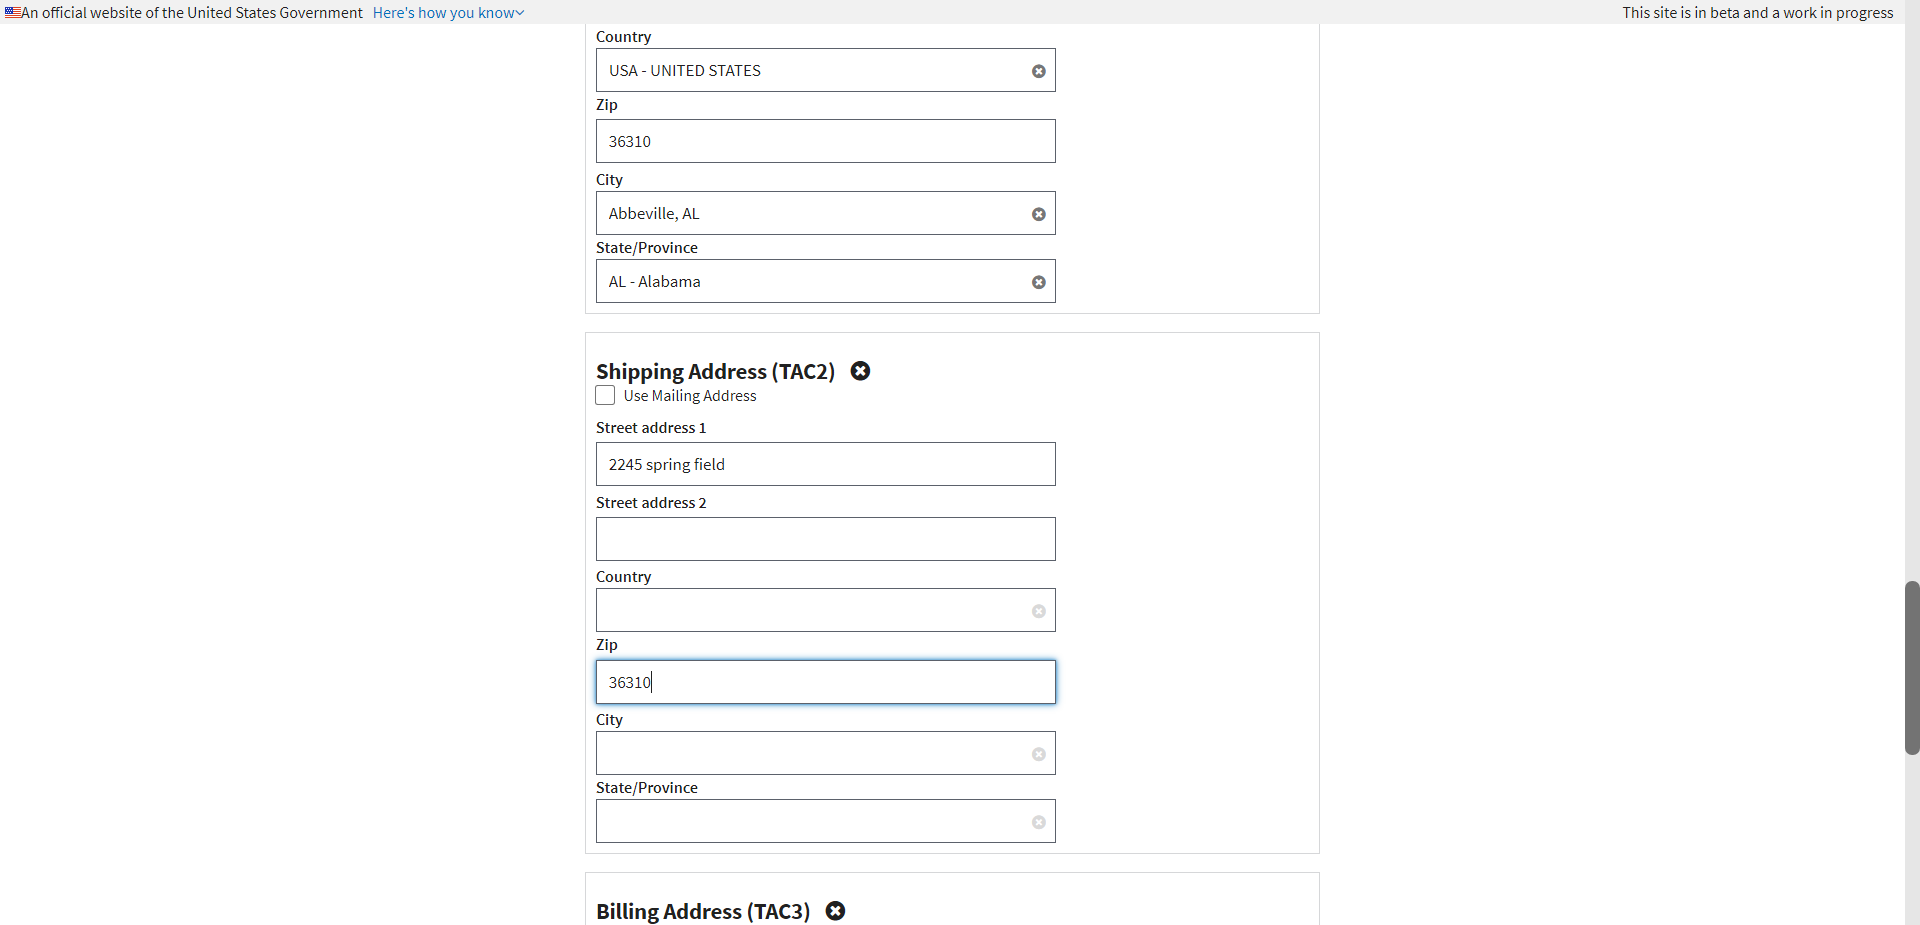 An official website of the United States Government Here's how you know
This site is in beta and a work in progress
Country
USA - UNITED STATES
Zip
36310
City
Abbeville, AL
State/Province
AL - Alabama
Shipping Address (TAC2)
Use Mailing Address
Street address 1
2245 spring field
Street address 2
Country
Zip
36310
City
State/Province
Billing Address (TAC3)